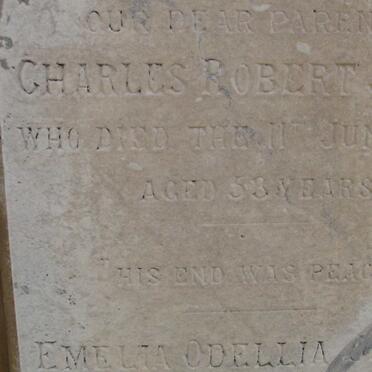 OUR DEAR PAREN
CHARLES ROBERT
WHO DIED THE 11TH JUN
AGED 58 YEARS
HIS END WAS PEAC
EMELIA ODELLIA